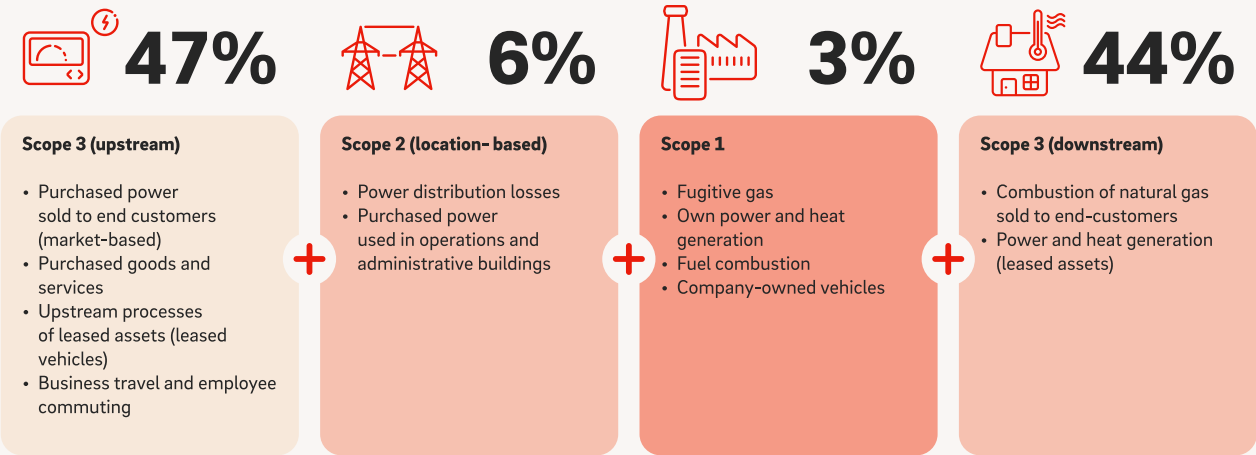 47%
Scope 3 (upstream)
• Purchased power
sold to end customers
(market-based)
• Purchased goods and
services
• Upstream processes
of leased assets (leased
vehicles)
• Business travel and employee
commuting
+
6%
Scope 2 (location- based)
• Power distribution losses
• Purchased power
used in operations and
administrative buildings
+
3%
Scope 1
• Fugitive gas
• Own power and heat
generation
• Fuel combustion
• Company-owned vehicles
+
44%
Scope 3 (downstream)
• Combustion of natural gas
sold to end-customers
• Power and heat generation
(leased assets)